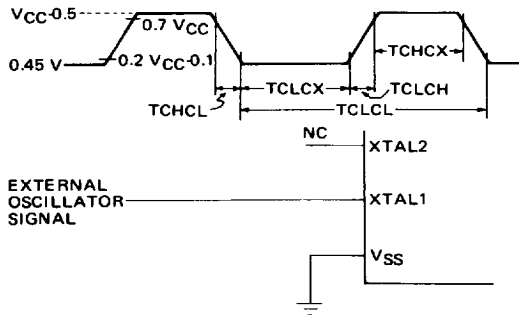 VCC-0.5
0.7 VCC
0.45 V
0.2 VCC-0.1
TCHCX
TCLCX
TCLCH
TCHCL
TCLCL
NC
XTAL2
EXTERNAL
OSCILLATOR
SIGNAL
XTAL1
VSS